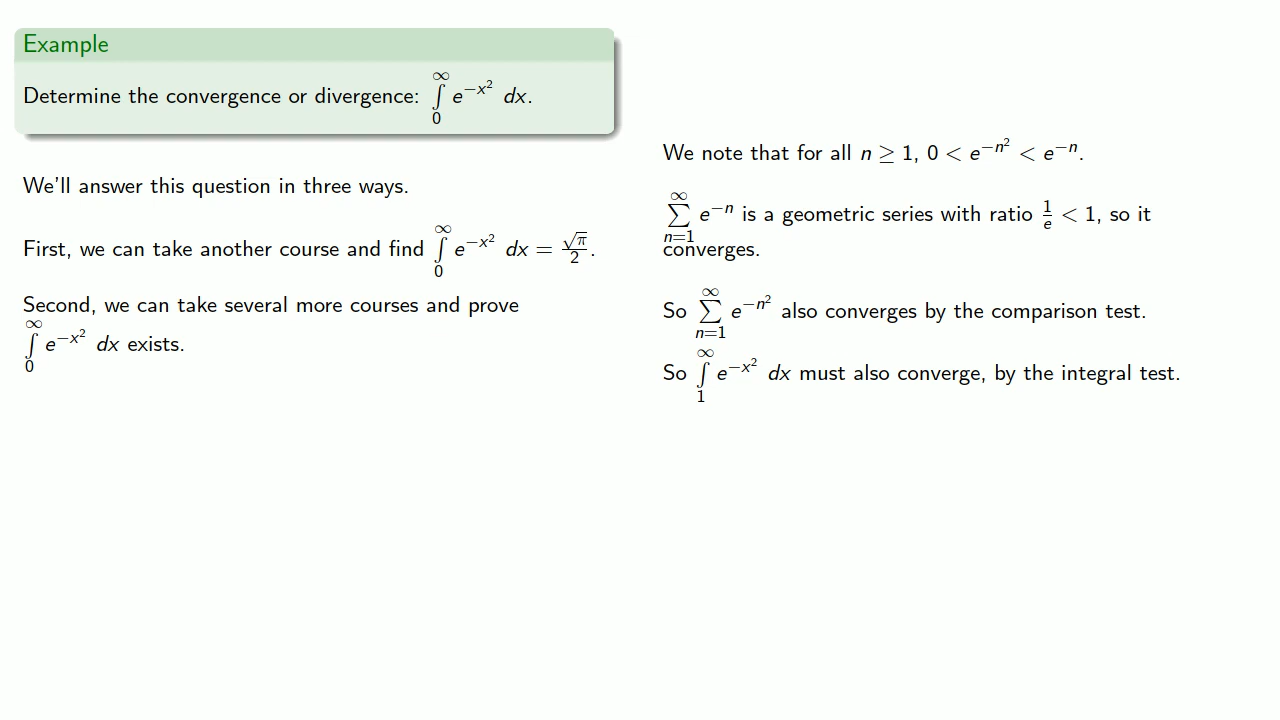 Example
Determine the convergence or divergence: ∫₀^∞ e^{−x²} dx.
We'll answer this question in three ways.
First, we can take another course and find ∫₀^∞ e^{−x²} dx = √π/2.
Second, we can take several more courses and prove
∫₀^∞ e^{−x²} dx exists.
We note that for all n ≥ 1, 0 < e^{−n²} < e^{−n}.
∑_{n=1}^∞ e^{−n} is a geometric series with ratio 1/e < 1, so it
converges.
So ∑_{n=1}^∞ e^{−n²} also converges by the comparison test.
So ∫₁^∞ e^{−x²} dx must also converge, by the integral test.